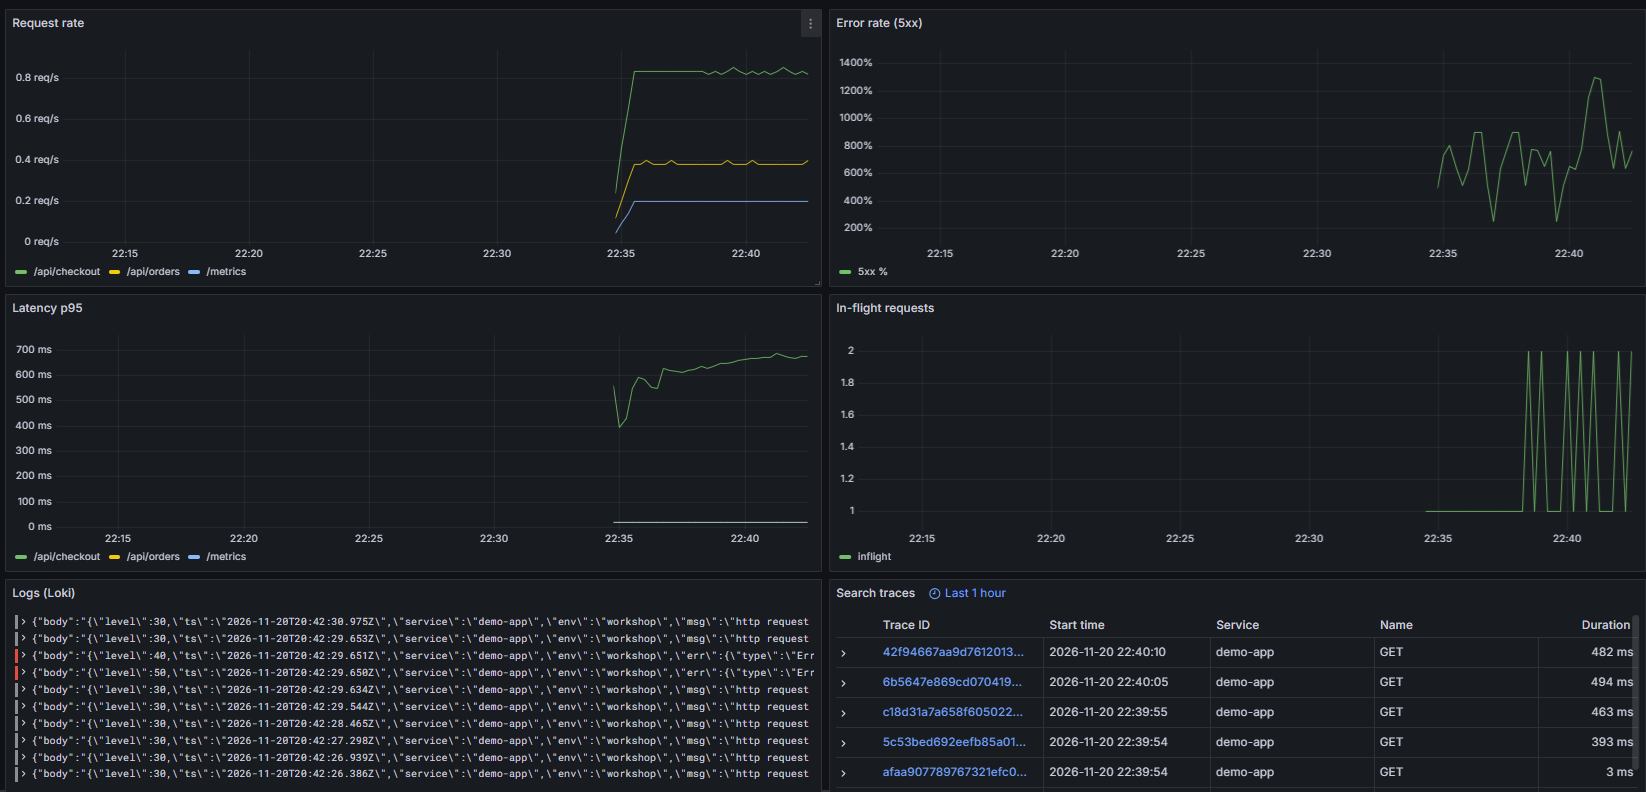 Request rate
0.8 req/s
0.6 req/s
0.4 req/s
0.2 req/s
0 req/s
22:15 22:20 22:25 22:30 22:35 22:40
/api/checkout /api/orders /metrics
Error rate (5xx)
1400%
1200%
1000%
800%
600%
400%
200%
22:15 22:20 22:25 22:30 22:35 22:40
5xx %
Latency p95
700 ms
600 ms
500 ms
400 ms
300 ms
200 ms
100 ms
0 ms
22:15 22:20 22:25 22:30 22:35 22:40
/api/checkout /api/orders /metrics
In-flight requests
2
1.8
1.6
1.4
1.2
1
22:15 22:20 22:25 22:30 22:35 22:40
inflight
Logs (Loki)
{"body":"{\"level\":30,\"ts\":\"2026-11-20T20:42:30.975Z\",\"service\":\"demo-app\",\"env\":\"workshop\",\"msg\":\"http request
{"body":"{\"level\":30,\"ts\":\"2026-11-20T20:42:29.653Z\",\"service\":\"demo-app\",\"env\":\"workshop\",\"msg\":\"http request
{"body":"{\"level\":40,\"ts\":\"2026-11-20T20:42:29.651Z\",\"service\":\"demo-app\",\"env\":\"workshop\",\"err\":{\"type\":\"Err
{"body":"{\"level\":50,\"ts\":\"2026-11-20T20:42:29.650Z\",\"service\":\"demo-app\",\"env\":\"workshop\",\"err\":{\"type\":\"Err
{"body":"{\"level\":30,\"ts\":\"2026-11-20T20:42:29.634Z\",\"service\":\"demo-app\",\"env\":\"workshop\",\"msg\":\"http request
{"body":"{\"level\":30,\"ts\":\"2026-11-20T20:42:29.544Z\",\"service\":\"demo-app\",\"env\":\"workshop\",\"msg\":\"http request
{"body":"{\"level\":30,\"ts\":\"2026-11-20T20:42:28.465Z\",\"service\":\"demo-app\",\"env\":\"workshop\",\"msg\":\"http request
{"body":"{\"level\":30,\"ts\":\"2026-11-20T20:42:27.298Z\",\"service\":\"demo-app\",\"env\":\"workshop\",\"msg\":\"http request
{"body":"{\"level\":30,\"ts\":\"2026-11-20T20:42:26.939Z\",\"service\":\"demo-app\",\"env\":\"workshop\",\"msg\":\"http request
{"body":"{\"level\":30,\"ts\":\"2026-11-20T20:42:26.386Z\",\"service\":\"demo-app\",\"env\":\"workshop\",\"msg\":\"http request
Search traces Last 1 hour
Trace ID Start time Service Name Duration
42f94667aa9d7612013... 2026-11-20 22:40:10 demo-app GET 482 ms
6b5647e869cd070419... 2026-11-20 22:40:05 demo-app GET 494 ms
c18d31a7a658f605022... 2026-11-20 22:39:55 demo-app GET 463 ms
5c53bed692eefb85a01... 2026-11-20 22:39:54 demo-app GET 393 ms
afaa907789767321efc0... 2026-11-20 22:39:54 demo-app GET 3 ms